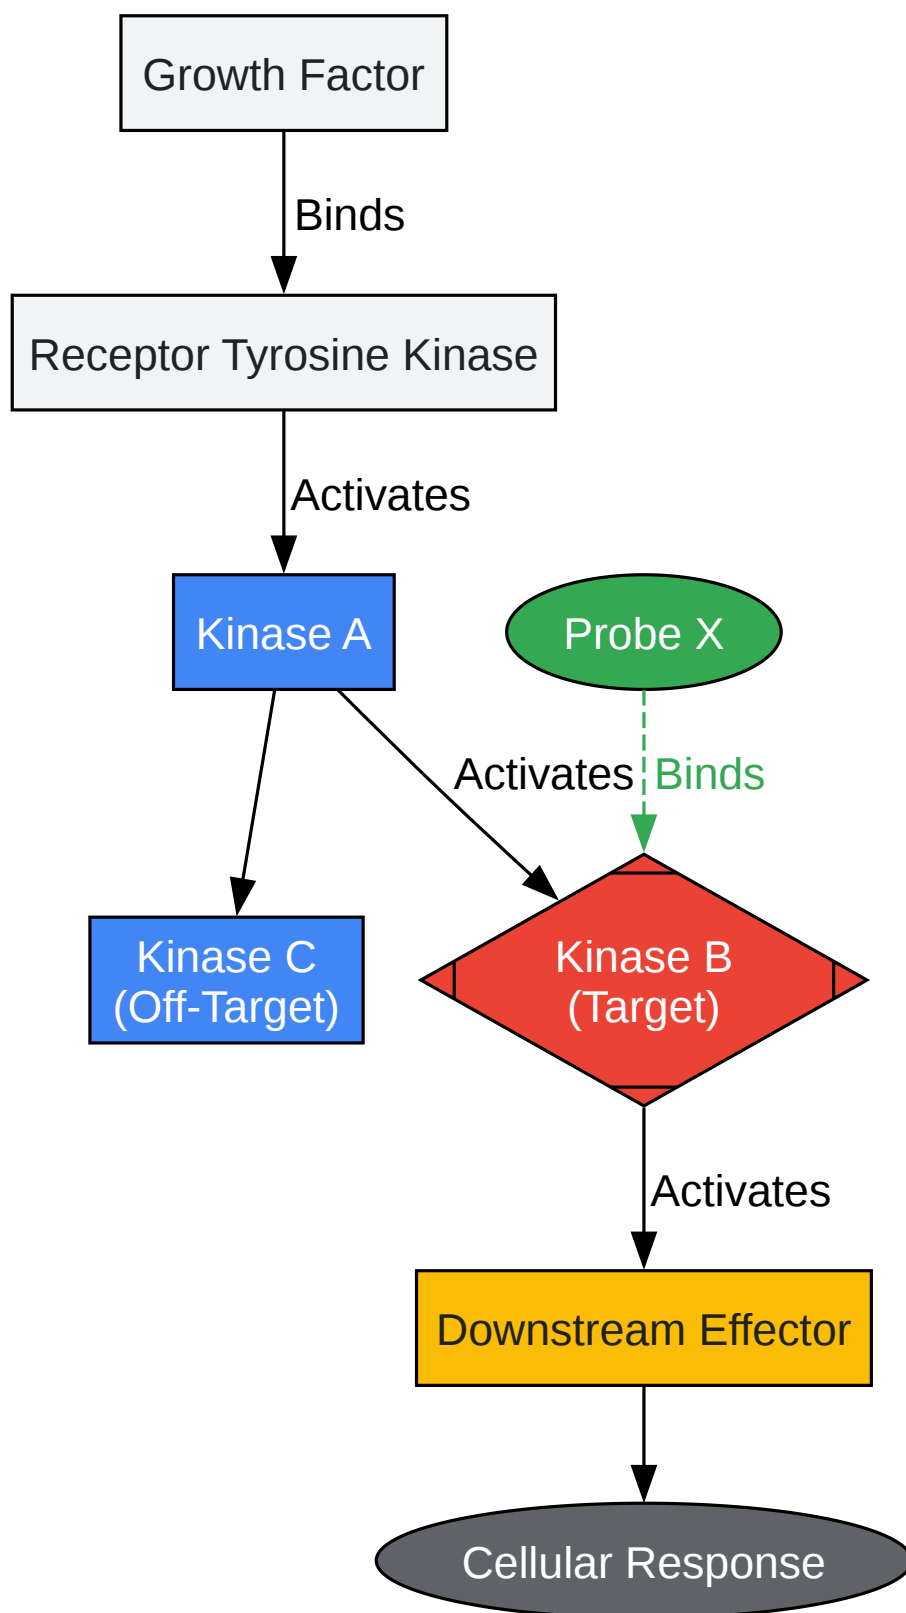 Growth Factor
Binds
Receptor Tyrosine Kinase
Activates
Kinase A
Probe X
Activates
Binds
Kinase C
(Off-Target)
Kinase B
(Target)
Activates
Downstream Effector
Cellular Response